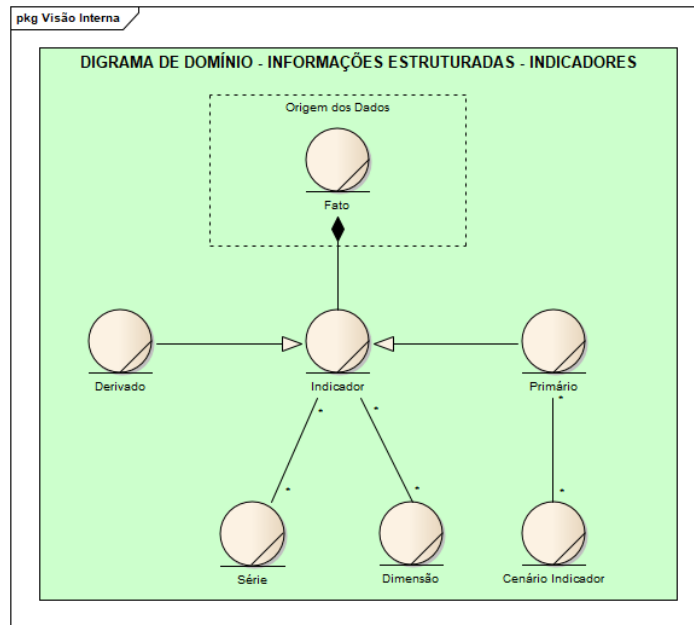 pkg Visão Interna
DIGRAMA DE DOMÍNIO - INFORMAÇÕES ESTRUTURADAS - INDICADORES
Origem dos Dados
Fato
Derivado
Indicador
Primário
*
*
*
*
*
*
Série
Dimensão
Cenário Indicador